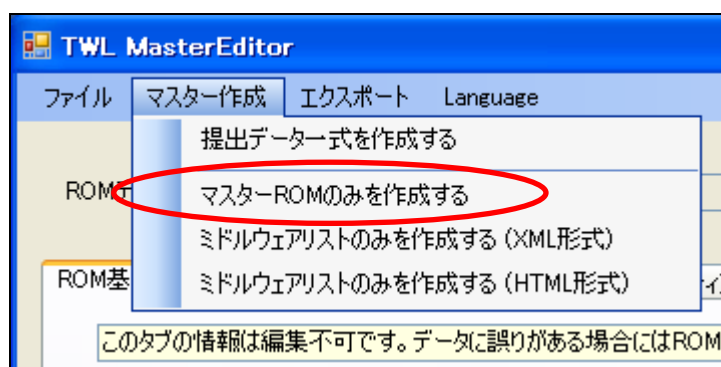 TWL MasterEditor
ファイル マスター作成 エクスポート Language
提出データ一式を作成する
ROM
マスターROMのみを作成する
ミドルウェアリストのみを作成する (XML形式)
ROM基
ミドルウェアリストのみを作成する (HTML形式)
このタブの情報は編集不可です。データに誤りがある場合にはROM